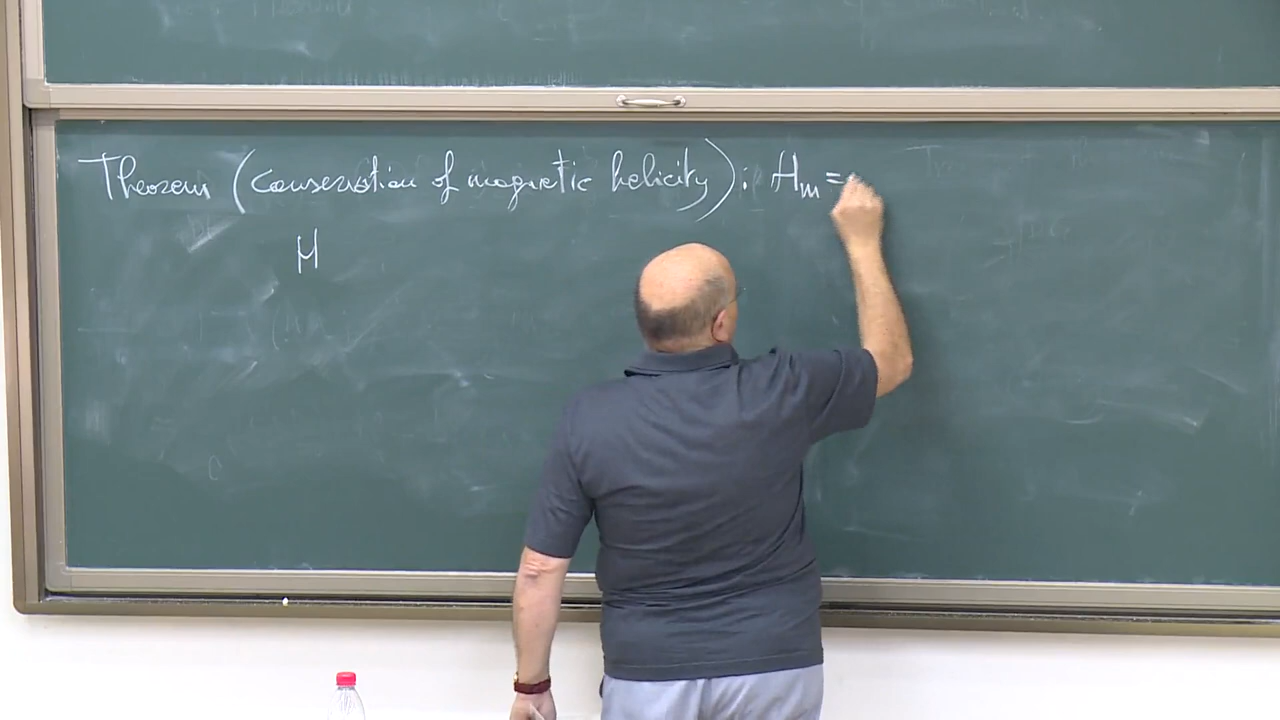 Theorem (conservation of magnetic helicity): Hm =
H